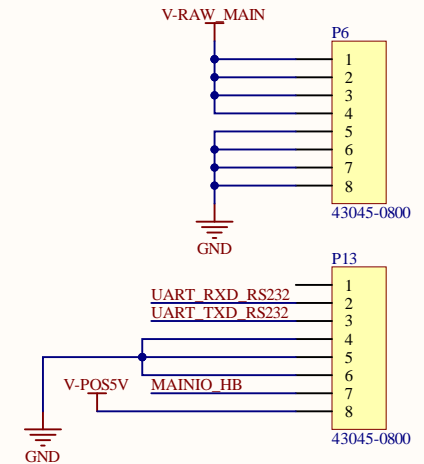 V-RAW_MAIN
P6
1
2
3
4
5
6
7
8
43045-0800
GND
P13
1
UART_RXD_RS232 2
UART_TXD_RS232 3
4
5
6
V-POS5V MAINIO_HB 7
8
43045-0800
GND